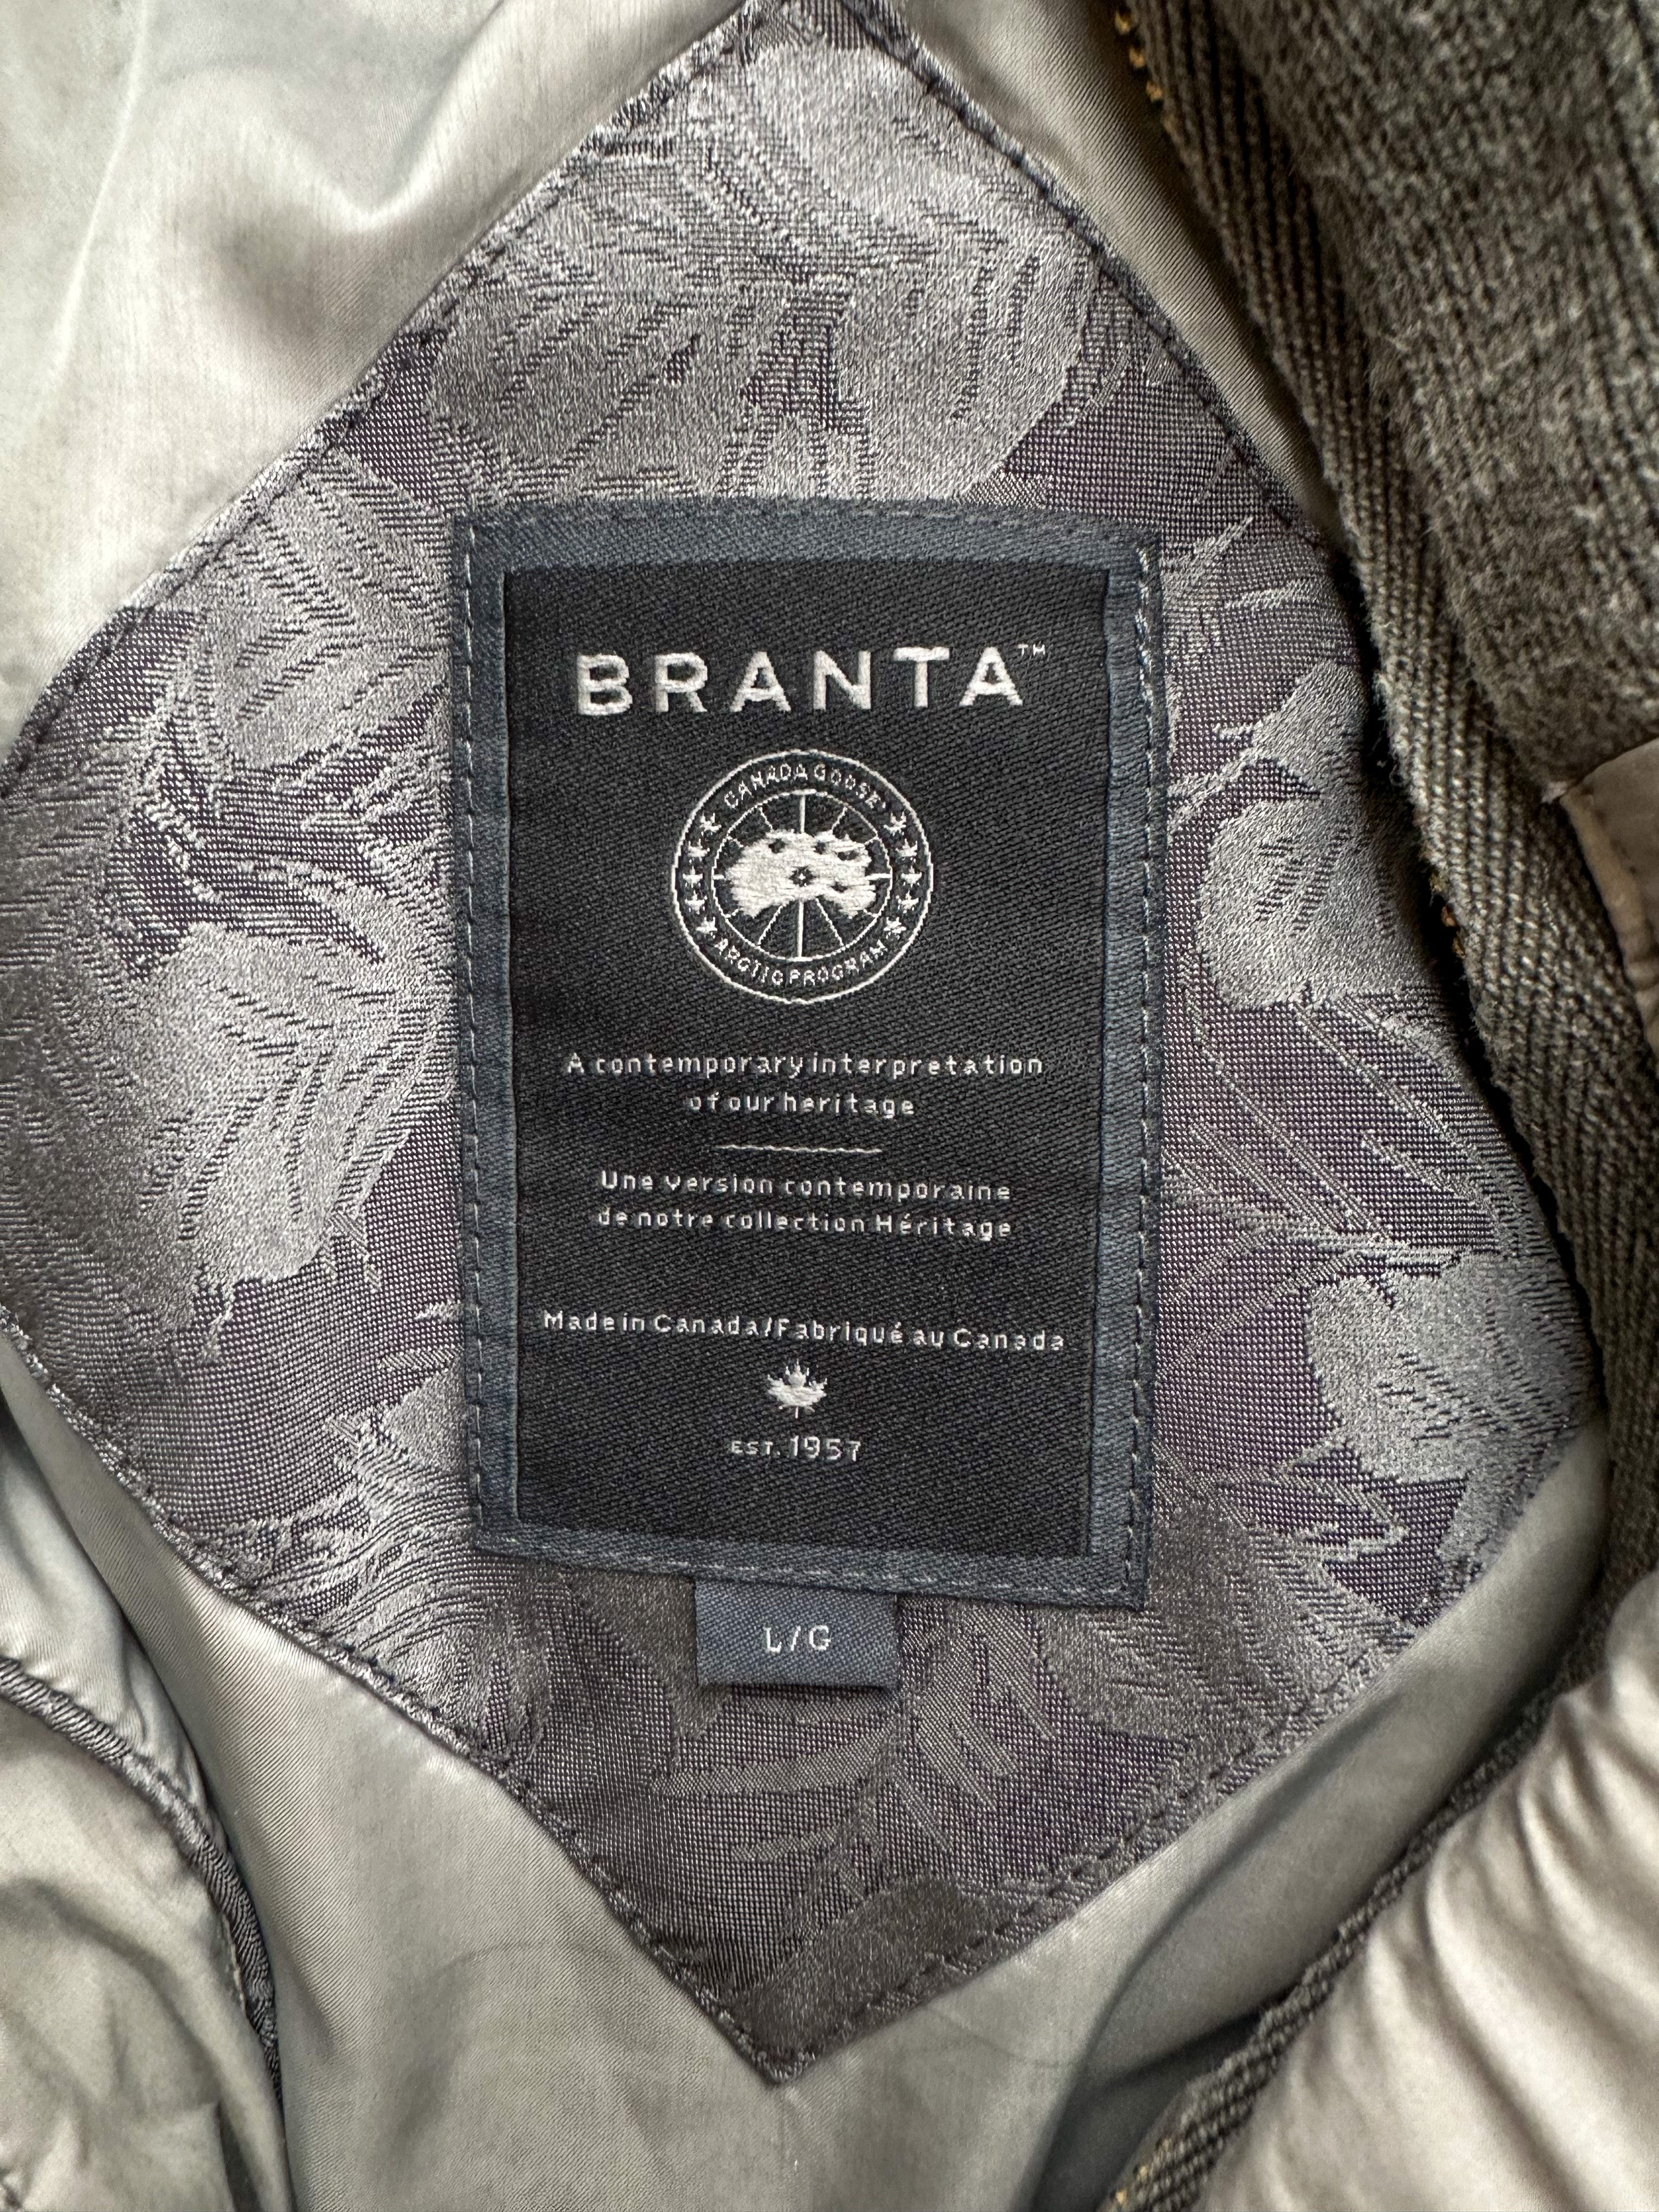 BRANTA™
CANADA GOOSE
ARCTIC PROGRAM
A contemporary interpretation
of our heritage
Une version contemporaine
de notre collection Héritage
Made in Canada/Fabriqué au Canada
EST. 1957
L/G